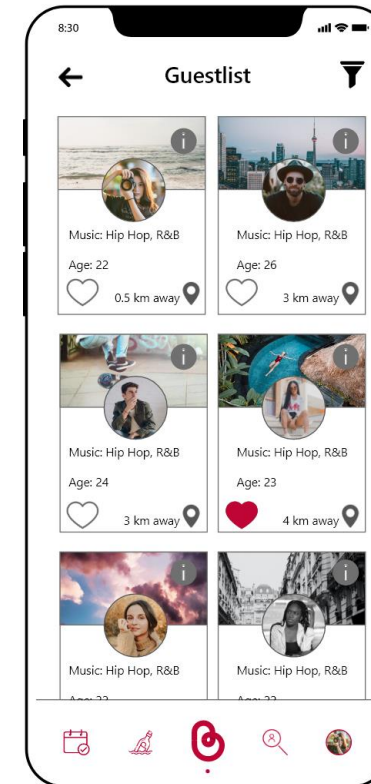 8:30
Guestlist
i
i
Music: Hip Hop, R&B
Music: Hip Hop, R&B
Age: 22
Age: 26
0.5 km away
3 km away
i
i
Music: Hip Hop, R&B
Music: Hip Hop, R&B
Age: 24
Age: 23
3 km away
4 km away
i
i
Music: Hip Hop, R&B
Music: Hip Hop, R&B